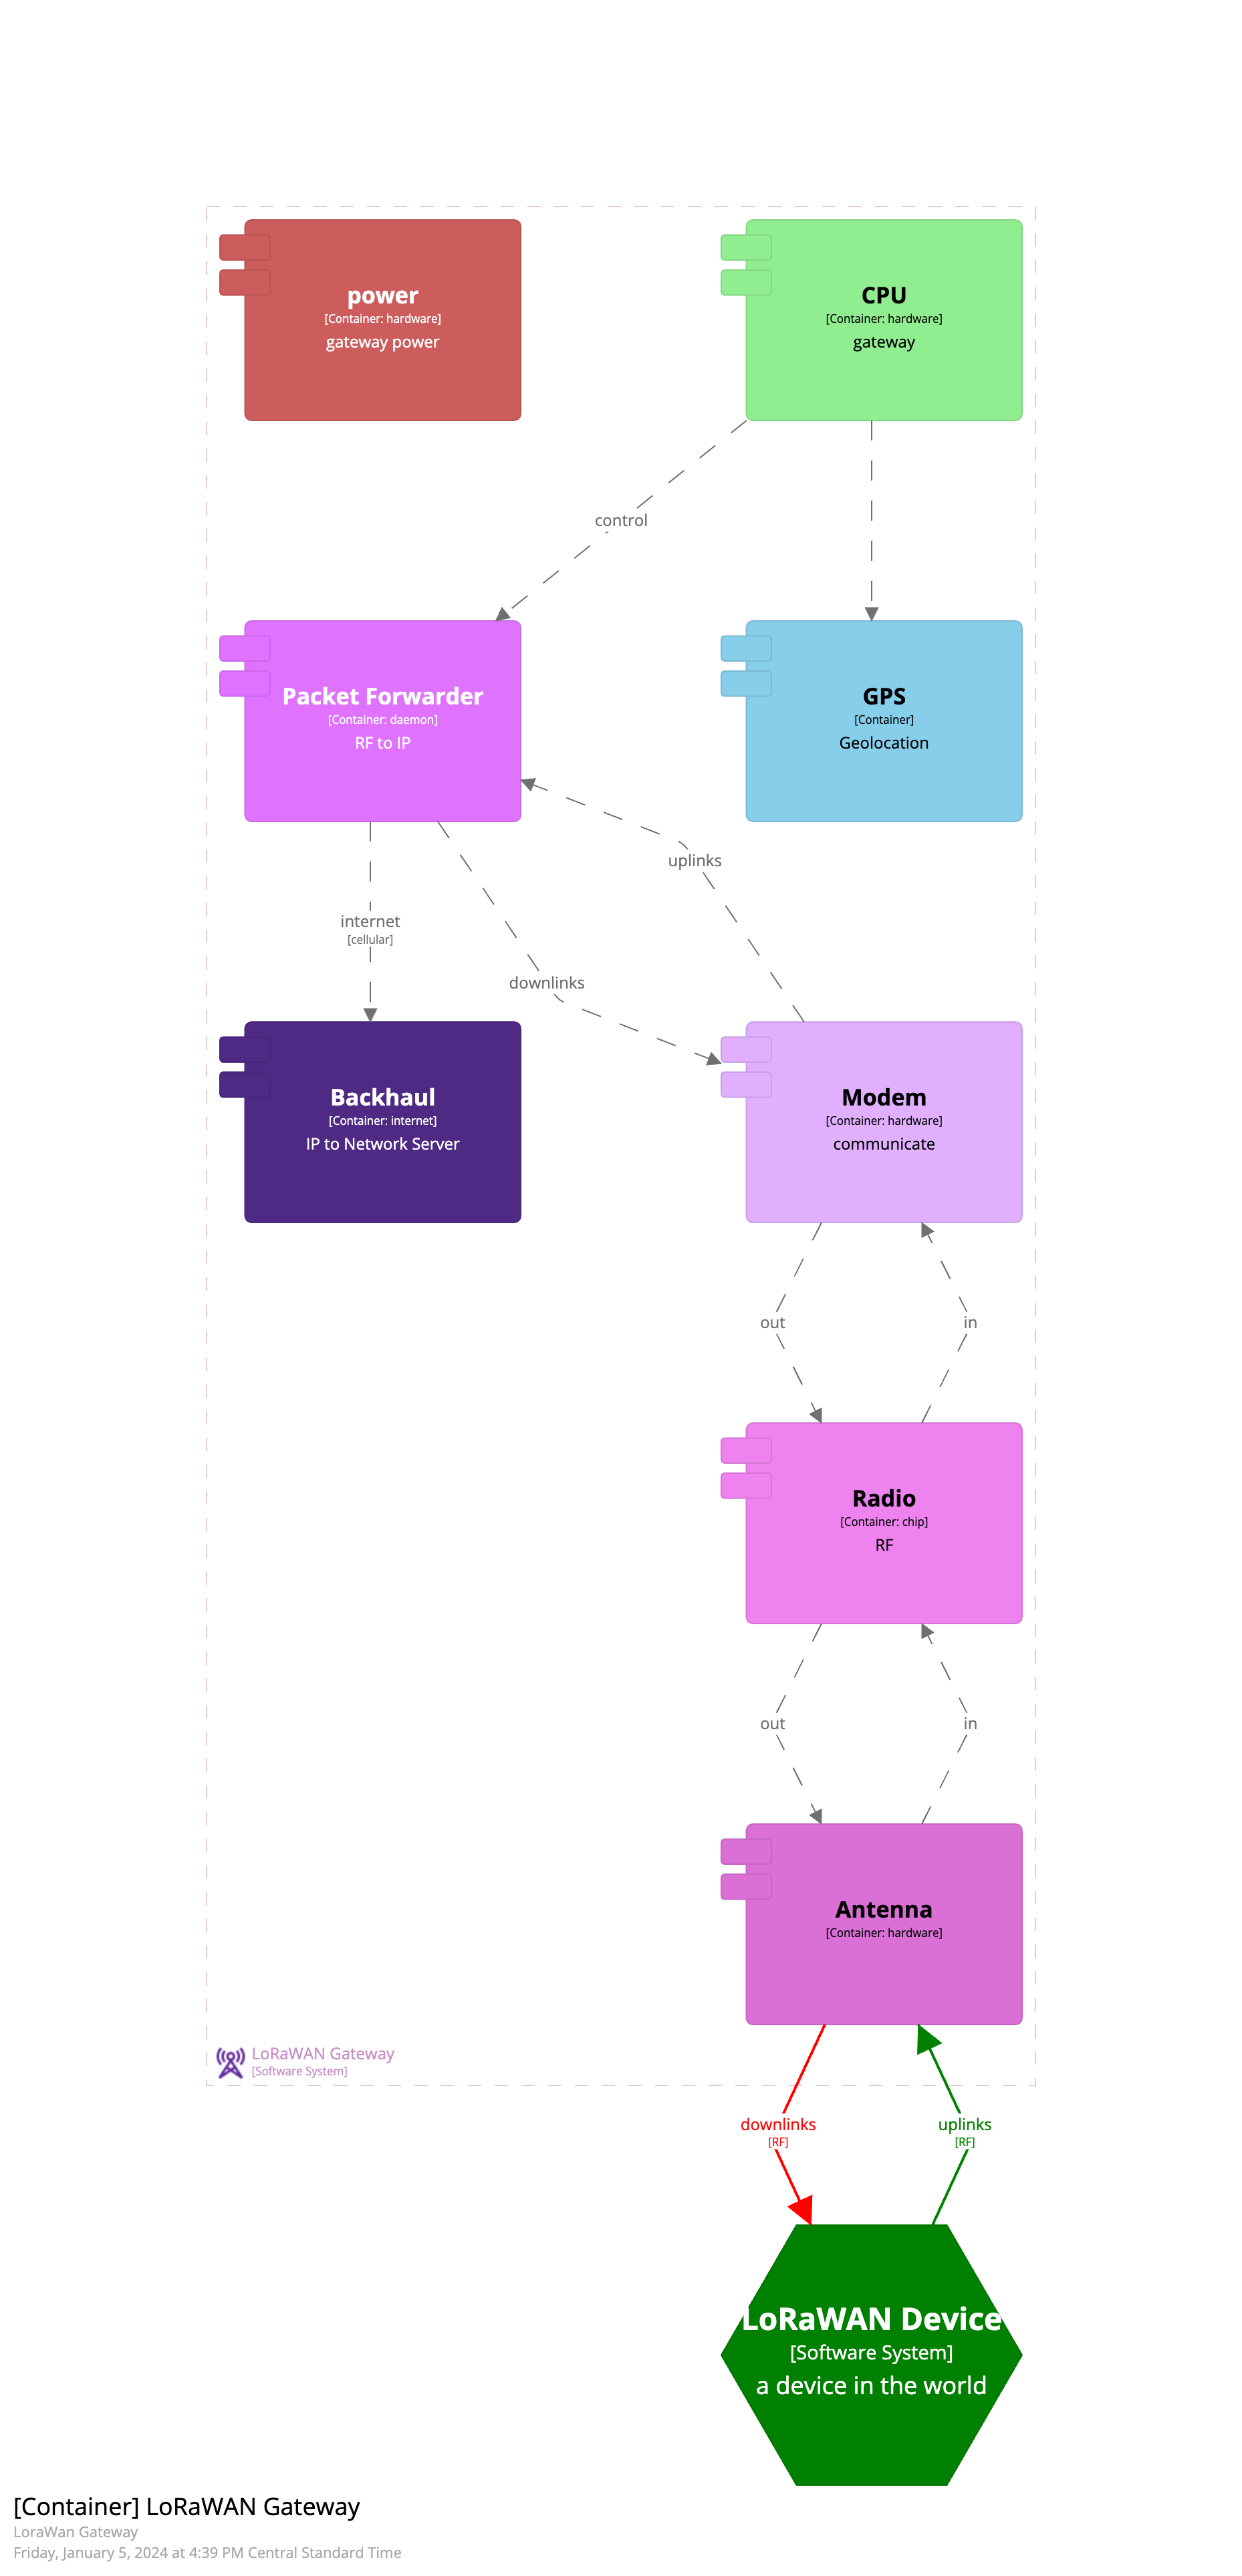 power
[Container: hardware]
gateway power
CPU
[Container: hardware]
gateway
control
Packet Forwarder
[Container: daemon]
RF to IP
GPS
[Container]
Geolocation
uplinks
internet
[cellular]
downlinks
Backhaul
[Container: internet]
IP to Network Server
Modem
[Container: hardware]
communicate
out
in
Radio
[Container: chip]
RF
out
in
Antenna
[Container: hardware]
LoRaWAN Gateway
[Software System]
downlinks
[RF]
uplinks
[RF]
LoRaWAN Device
[Software System]
a device in the world
[Container] LoRaWAN Gateway
LoraWan Gateway
Friday, January 5, 2024 at 4:39 PM Central Standard Time